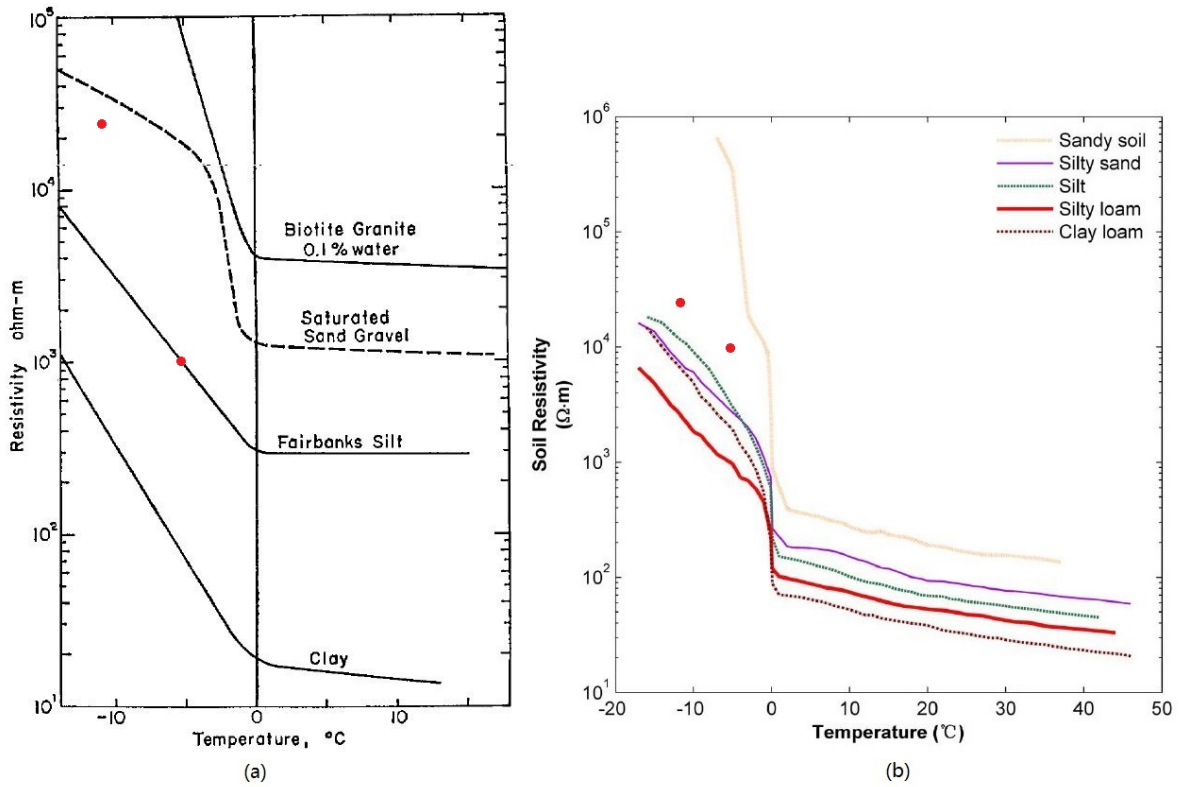 10⁵
10⁴
10³
10²
10¹
Resistivity ohm-m
Biotite Granite
0.1% water
Saturated
Sand Gravel
Fairbanks Silt
Clay
-10 0 10
Temperature, °C
(a)
10⁶
10⁵
10⁴
10³
10²
10¹
Soil Resistivity
(Ω·m)
Sandy soil
Silty sand
Silt
Silty loam
Clay loam
-20 -10 0 10 20 30 40 50
Temperature (℃)
(b)